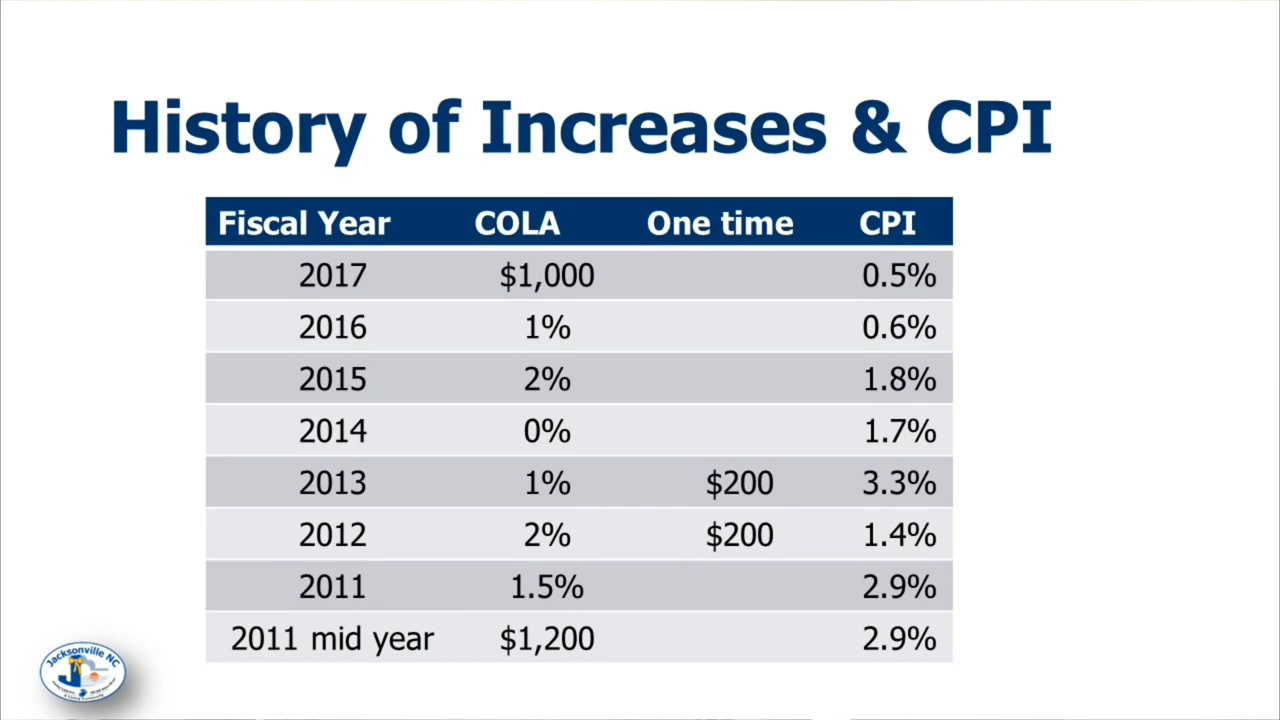 History of Increases & CPI
Fiscal Year COLA One time CPI
2017 $1,000 0.5%
2016 1% 0.6%
2015 2% 1.8%
2014 0% 1.7%
2013 1% $200 3.3%
2012 2% $200 1.4%
2011 1.5% 2.9%
2011 mid year $1,200 2.9%
Jacksonville NC